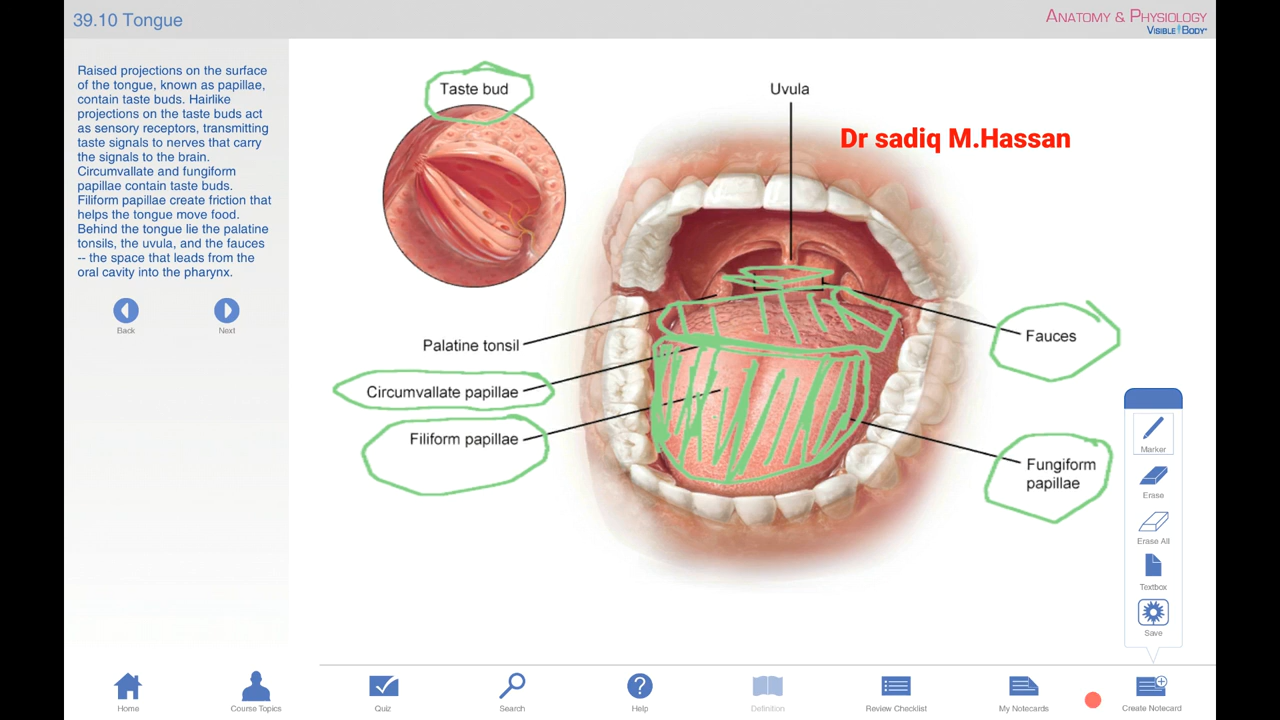 39.10 Tongue
ANATOMY & PHYSIOLOGY
VISIBLE BODY
Raised projections on the surface
of the tongue, known as papillae,
contain taste buds. Hairlike
projections on the taste buds act
as sensory receptors, transmitting
taste signals to nerves that carry
the signals to the brain.
Circumvallate and fungiform
papillae contain taste buds.
Filiform papillae create friction that
helps the tongue move food.
Behind the tongue lie the palatine
tonsils, the uvula, and the fauces
-- the space that leads from the
oral cavity into the pharynx.
Back
Next
Taste bud
Uvula
Dr sadiq M.Hassan
Palatine tonsil
Circumvallate papillae
Filiform papillae
Fauces
Fungiform
papillae
Marker
Erase
Erase All
Textbox
Save
Home
Course Topics
Quiz
Search
Help
Definition
Review Checklist
My Notecards
Create Notecard